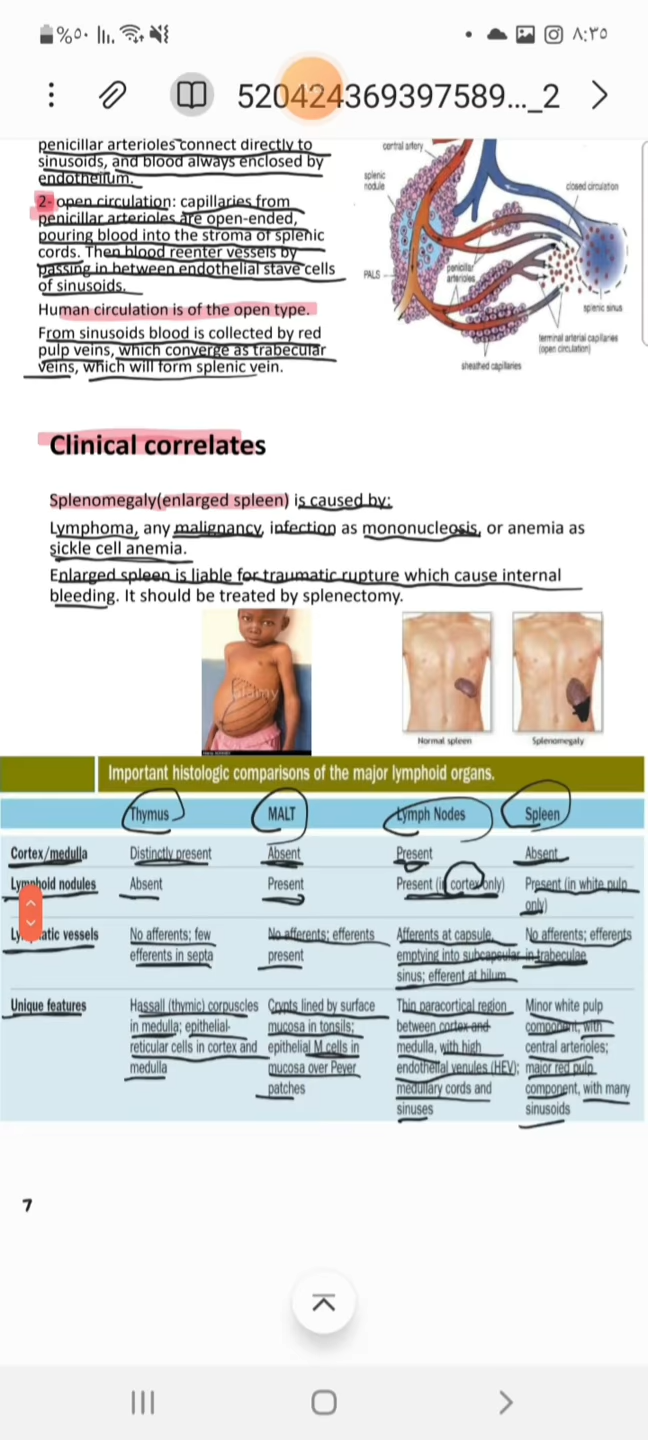 %٥٠
٨:٣٥
520424369397589..._2
penicillar arterioles connect directly to
sinusoids, and blood always enclosed by
endothelium.
2- open circulation: capillaries from
penicillar arterioles are open-ended,
pouring blood into the stroma of splenic
cords. Then blood reenter vessels by
passing in between endothelial stave cells
of sinusoids.
Human circulation is of the open type.
From sinusoids blood is collected by red
pulp veins, which converge as trabecular
veins, which will form splenic vein.
central artery
splenic
nodule
closed circulation
PALS
penicillar
arterioles
splenic sinus
terminal arterial capillaries
(open circulation)
sheathed capillaries
Clinical correlates
Splenomegaly(enlarged spleen) is caused by:
Lymphoma, any malignancy, infection as mononucleosis, or anemia as
sickle cell anemia.
Enlarged spleen is liable for traumatic rupture which cause internal
bleeding. It should be treated by splenectomy.
alamy
Normal spleen
Splenomegaly
Important histologic comparisons of the major lymphoid organs.
Thymus MALT Lymph Nodes Spleen
Cortex/medulla Distinctly present Absent Present Absent
Lymphoid nodules Absent Present Present (in cortex only) Present (in white pulp
only)
Lymphatic vessels No afferents; few No afferents; efferents Afferents at capsule, No afferents; efferents
efferents in septa present emptying into subcapsular in trabeculae
sinus; efferent at hilum
Unique features Hassall (thymic) corpuscles Crypts lined by surface Thin paracortical region Minor white pulp
in medulla; epithelial- mucosa in tonsils; between cortex and component, with
reticular cells in cortex and epithelial M cells in medulla, with high central arterioles;
medulla mucosa over Peyer endothelial venules (HEV); major red pulp
patches medullary cords and component, with many
sinuses sinusoids
7